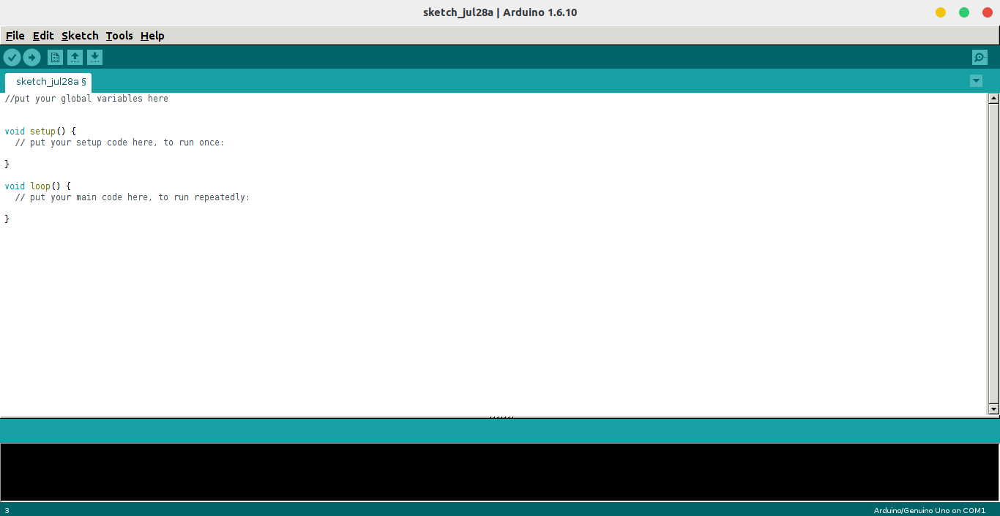 sketch_jul28a | Arduino 1.6.10
File Edit Sketch Tools Help
sketch_jul28a §
//put your global variables here
void setup() {
  // put your setup code here, to run once:
}
void loop() {
  // put your main code here, to run repeatedly:
}
3
Arduino/Genuino Uno on COM1